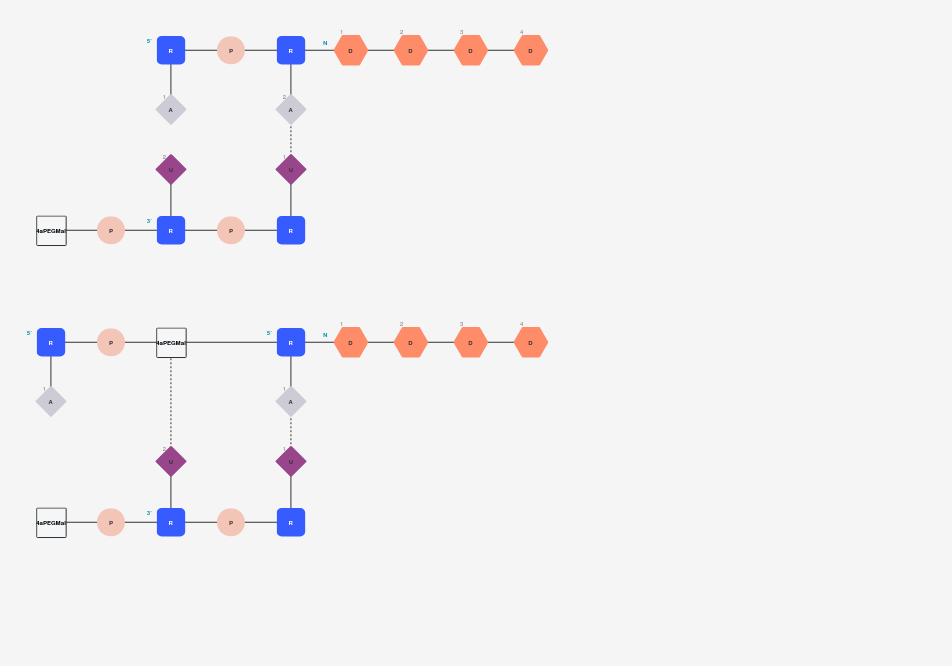 1 2 3 4
5' R P R N D D D D
1 A 2 A
2 U 1 U
4aPEGMal P 3' R P R
1 2 3 4
5' R P 4aPEGMal 5' R N D D D D
1 A 1 A
2 U 1 U
4aPEGMal P 3' R P R